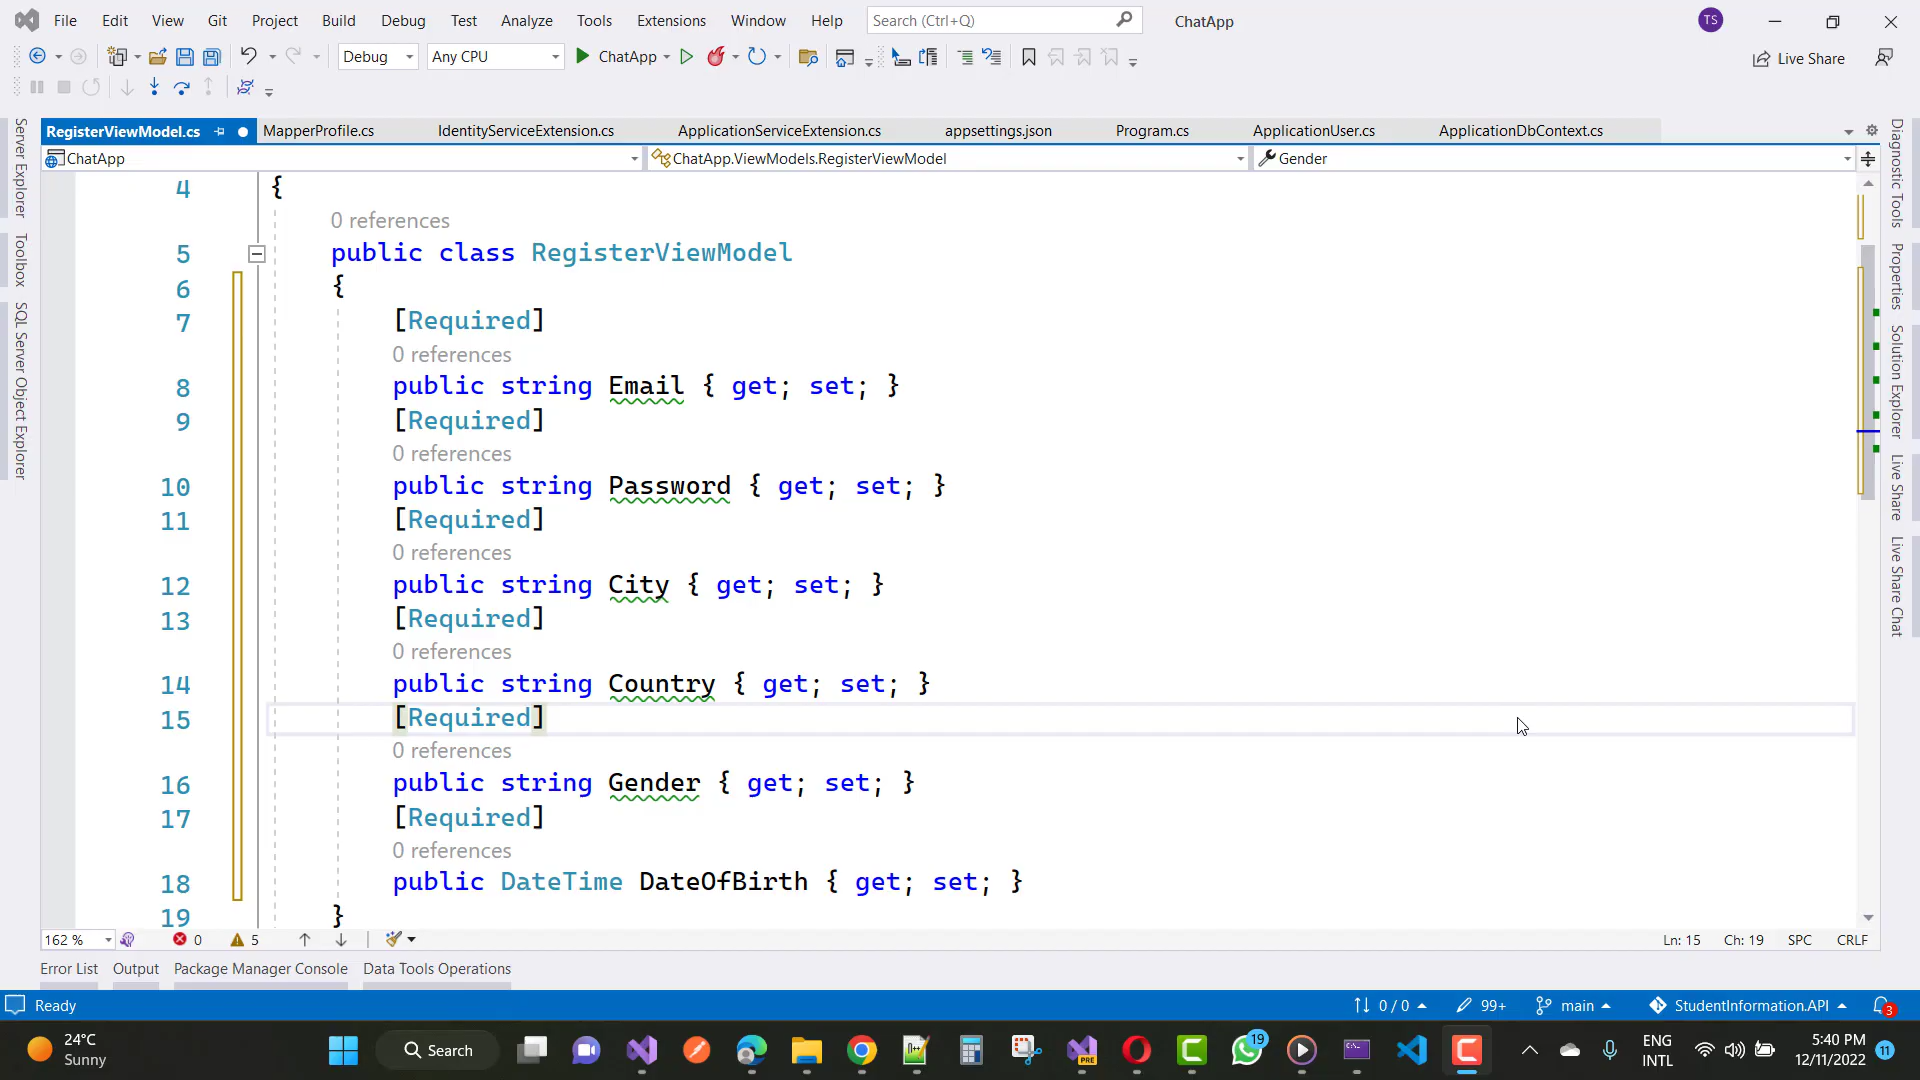 File Edit View Git Project Build Debug Test Analyze Tools Extensions Window Help Search (Ctrl+Q) ChatApp TS
Debug Any CPU ChatApp Live Share
RegisterViewModel.cs MapperProfile.cs IdentityServiceExtension.cs ApplicationServiceExtension.cs appsettings.json Program.cs ApplicationUser.cs ApplicationDbContext.cs
ChatApp ChatApp.ViewModels.RegisterViewModel Gender
Server Explorer
Toolbox
SQL Server Object Explorer
4 {
0 references
5 public class RegisterViewModel
6 {
7 [Required]
0 references
8 public string Email { get; set; }
9 [Required]
0 references
10 public string Password { get; set; }
11 [Required]
0 references
12 public string City { get; set; }
13 [Required]
0 references
14 public string Country { get; set; }
15 [Required]
0 references
16 public string Gender { get; set; }
17 [Required]
0 references
18 public DateTime DateOfBirth { get; set; }
19 }
Diagnostic Tools
Properties
Solution Explorer
Live Share
Live Share Chat
162 % 0 5 Ln: 15 Ch: 19 SPC CRLF
Error List Output Package Manager Console Data Tools Operations
Ready 0 / 0 99+ main StudentInformation.API 3
24°C
Sunny
Search
PRE
19
ENG
INTL
5:40 PM
12/11/2022
11